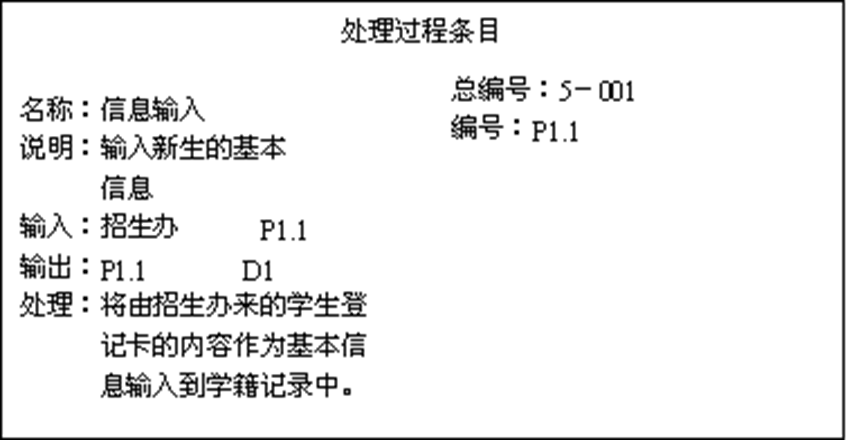 处理过程条目
总编号：5－001
名称：信息输入
编号：P1.1
说明：输入新生的基本
信息
输入：招生办 P1.1
输出：P1.1 D1
处理：将由招生办来的学生登
记卡的内容作为基本信
息输入到学籍记录中。